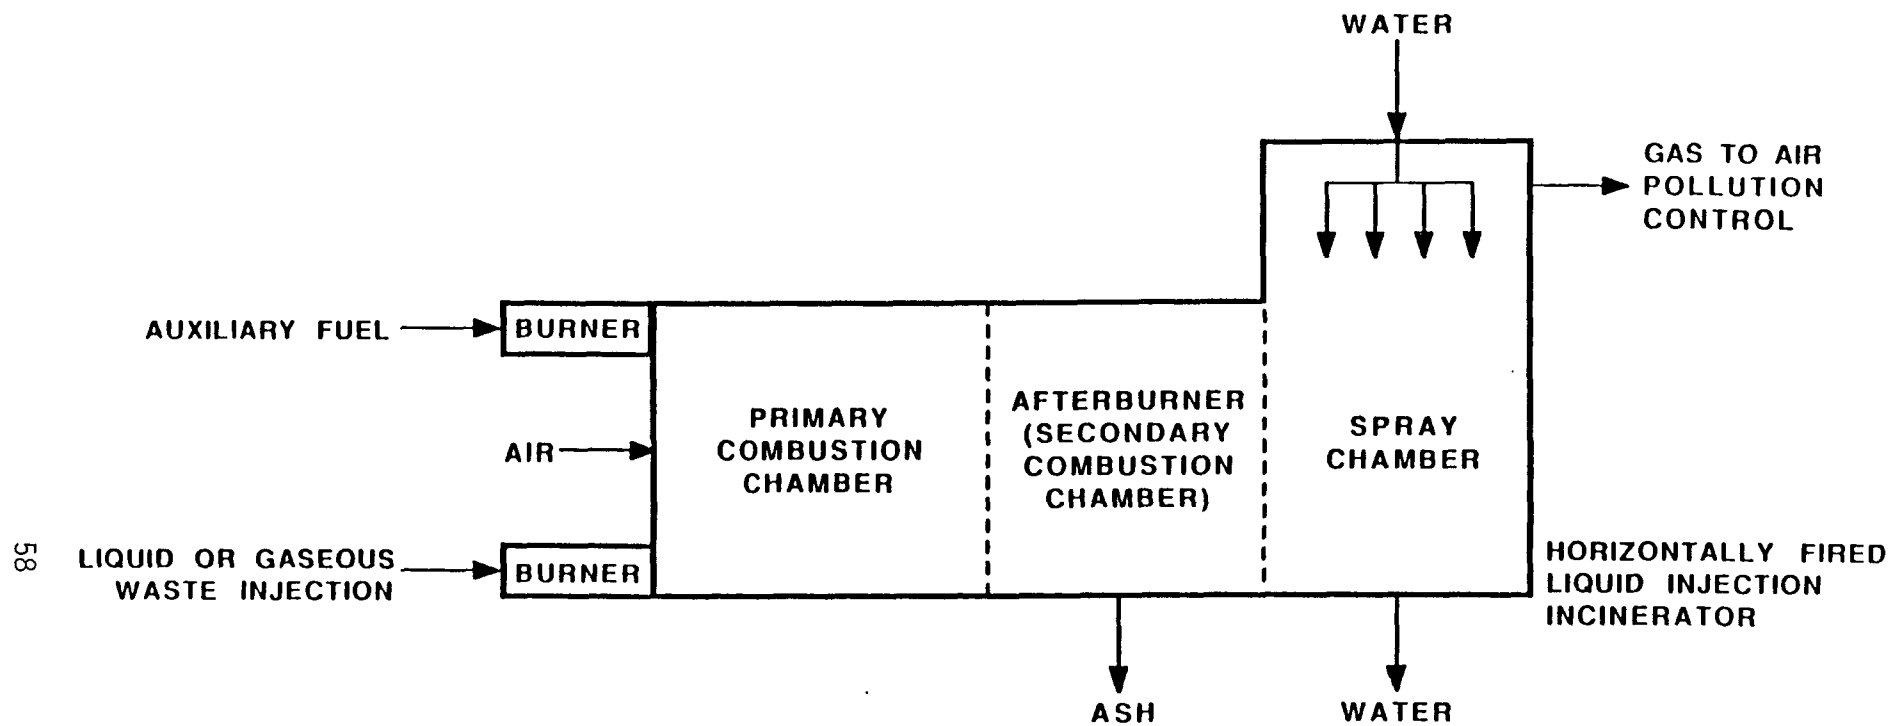 WATER
GAS TO AIR
POLLUTION
CONTROL
AUXILIARY FUEL
BURNER
PRIMARY
COMBUSTION
CHAMBER
AFTERBURNER
(SECONDARY
COMBUSTION
CHAMBER)
SPRAY
CHAMBER
AIR
LIQUID OR GASEOUS
WASTE INJECTION
BURNER
HORIZONTALLY FIRED
LIQUID INJECTION
INCINERATOR
ASH
WATER
58